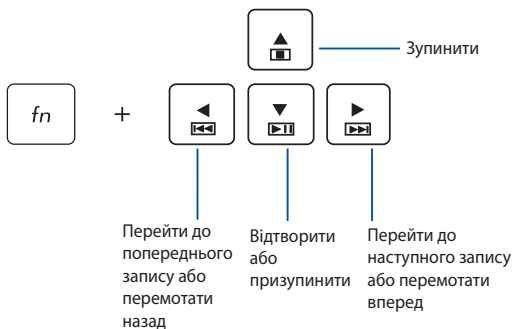 Зупинити
fn +
Перейти до
попереднього
запису або
перемотати
назад
Відтворити
або
призупинити
Перейти до
наступного запису
або перемотати
вперед